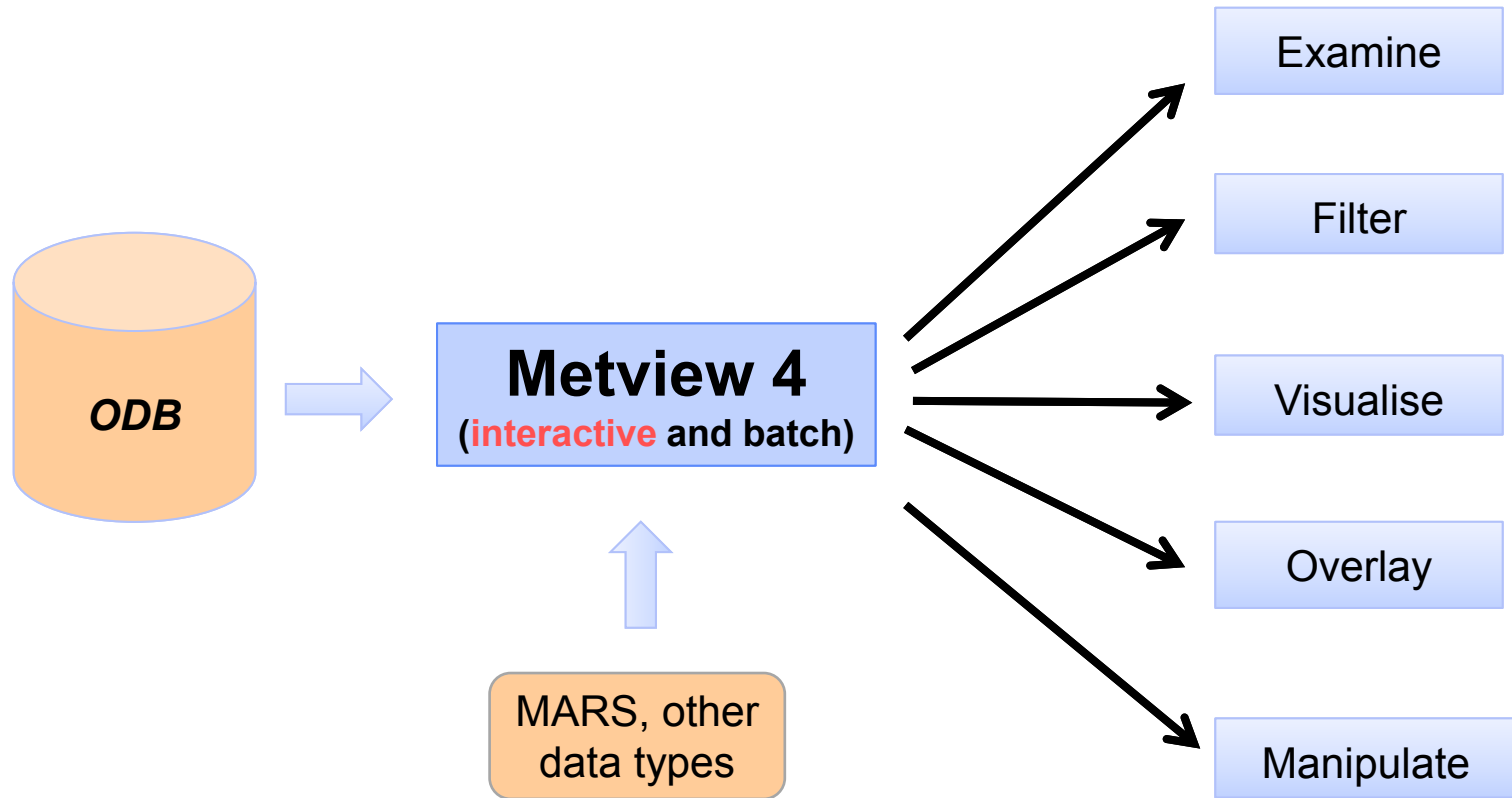 ODB
Metview 4
(interactive and batch)
MARS, other
data types
Examine
Filter
Visualise
Overlay
Manipulate